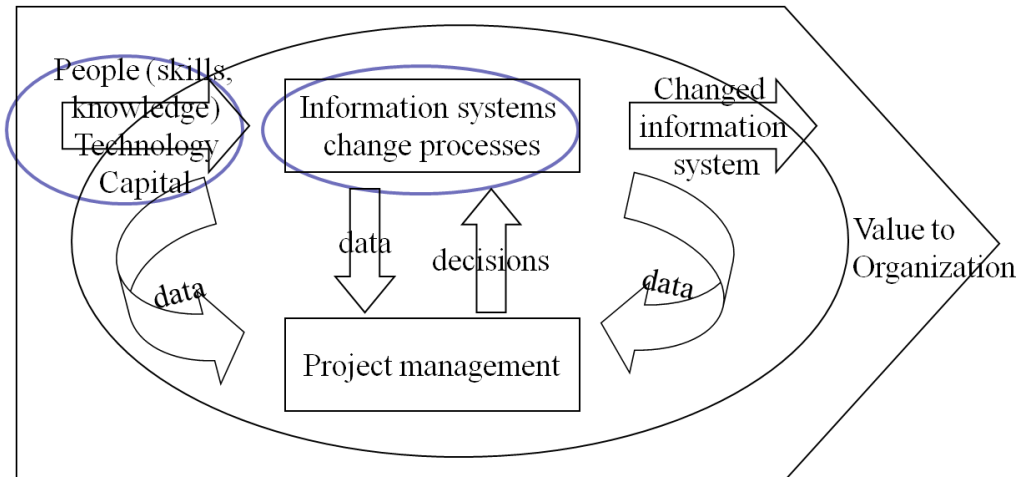 People (skills,
knowledge)
Technology
Capital
Information systems
change processes
Changed
information
system
data
decisions
data
data
Value to
Organization
Project management